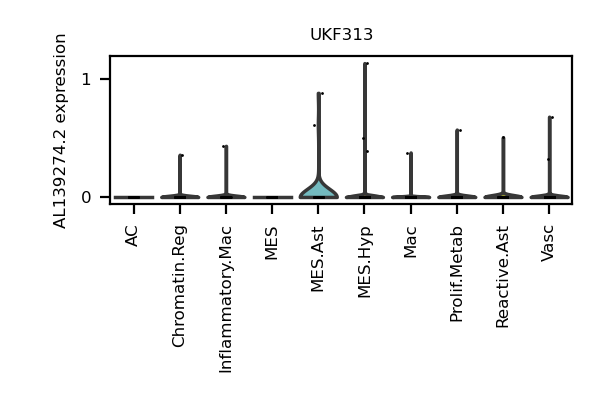 UKF313
AL139274.2 expression
1
0
AC
Chromatin.Reg
Inflammatory.Mac
MES
MES.Ast
MES.Hyp
Mac
Prolif.Metab
Reactive.Ast
Vasc